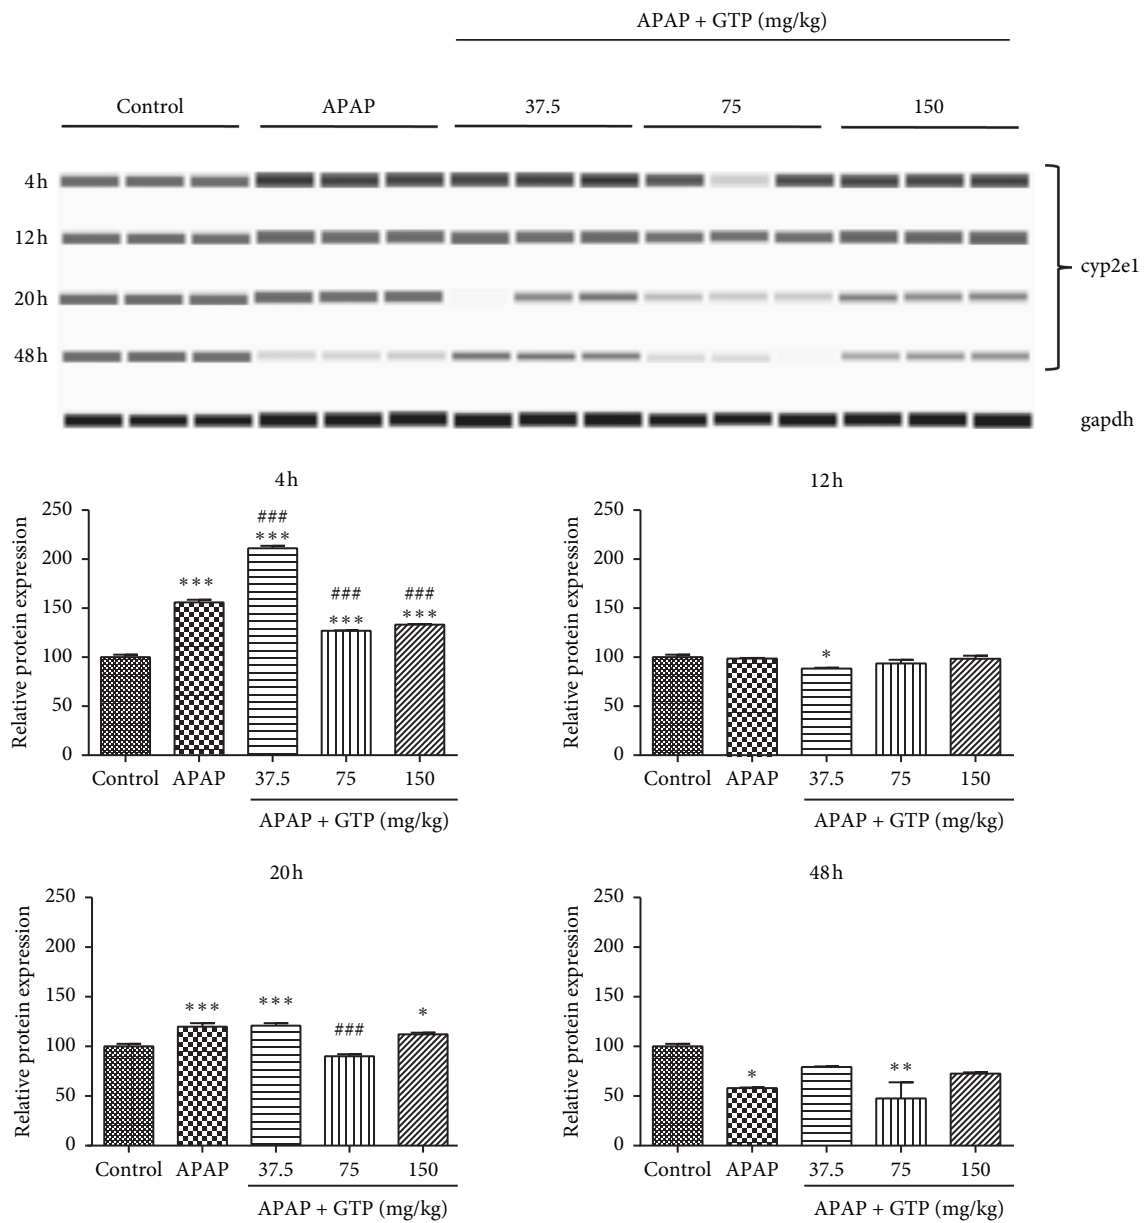 APAP + GTP (mg/kg)
Control APAP 37.5 75 150
4h
12h
20h
48h
cyp2e1
gapdh
4h
Relative protein expression
250
200
150
100
50
0
***
###
***
###
***
###
***
Control APAP 37.5 75 150
APAP + GTP (mg/kg)
12h
Relative protein expression
250
200
150
100
50
0
*
Control APAP 37.5 75 150
APAP + GTP (mg/kg)
20h
Relative protein expression
250
200
150
100
50
0
***
***
###
*
Control APAP 37.5 75 150
APAP + GTP (mg/kg)
48h
Relative protein expression
250
200
150
100
50
0
*
**
Control APAP 37.5 75 150
APAP + GTP (mg/kg)